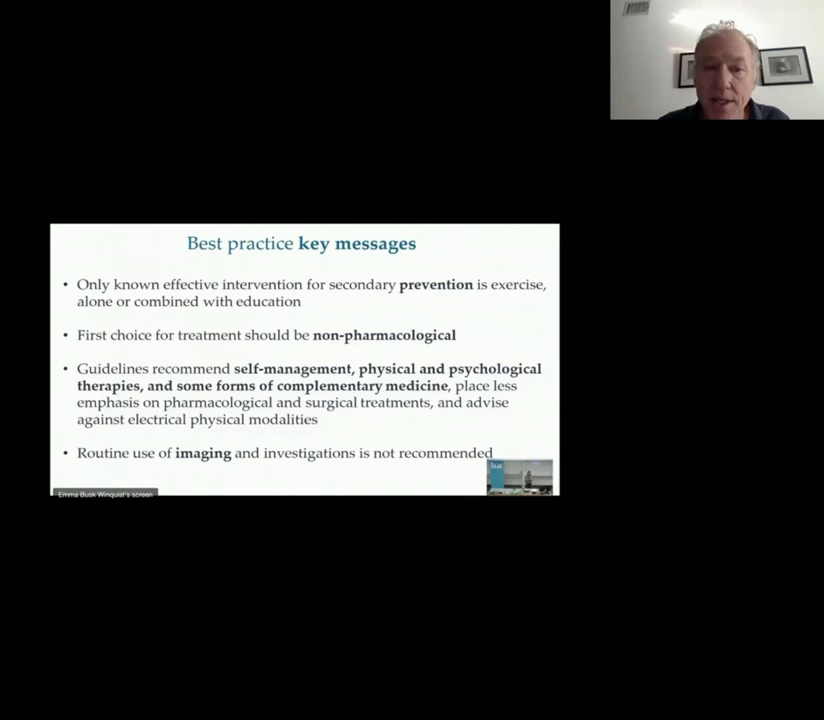 Best practice key messages
• Only known effective intervention for secondary prevention is exercise,
alone or combined with education
• First choice for treatment should be non-pharmacological
• Guidelines recommend self-management, physical and psychological
therapies, and some forms of complementary medicine, place less
emphasis on pharmacological and surgical treatments, and advise
against electrical physical modalities
• Routine use of imaging and investigations is not recommended
Emma Busk Winquist's screen